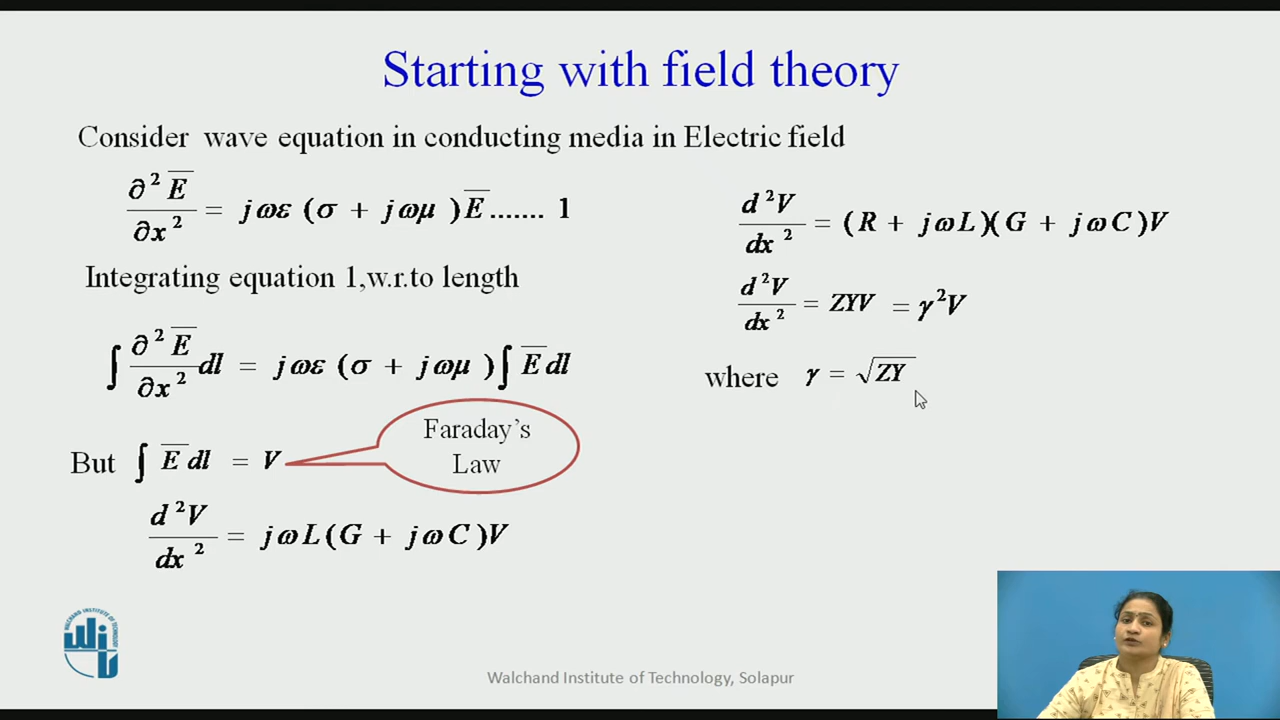 Starting with field theory
Consider wave equation in conducting media in Electric field
∂²E̅/∂x² = jωε (σ + jωμ )E̅....... 1
Integrating equation 1,w.r.to length
∫ ∂²E̅/∂x² dl = jωε (σ + jωμ )∫ E̅ dl
But ∫ E̅ dl = V
Faraday's
Law
d²V/dx² = jωL(G + jωC)V
d²V/dx² = (R + jωL)(G + jωC)V
d²V/dx² = ZYV = γ²V
where γ = √ZY
Walchand Institute of Technology, Solapur